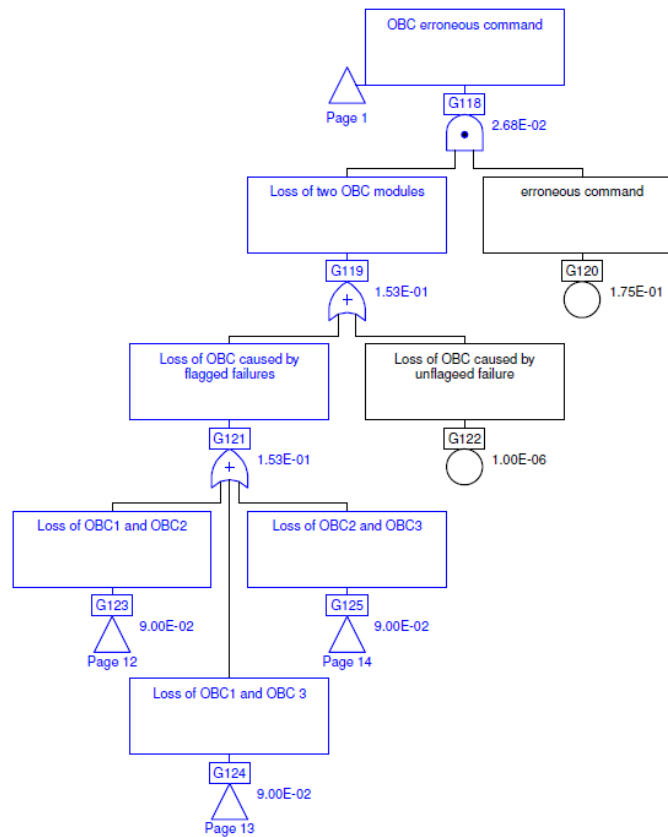 OBC erroneous command
G118
Page 1
2.68E-02
Loss of two OBC modules
erroneous command
G119
1.53E-01
G120
1.75E-01
Loss of OBC caused by
flagged failures
Loss of OBC caused by
unflageed failure
G121
1.53E-01
G122
1.00E-06
Loss of OBC1 and OBC2
Loss of OBC2 and OBC3
G123
9.00E-02
Page 12
G125
9.00E-02
Page 14
Loss of OBC1 and OBC 3
G124
9.00E-02
Page 13